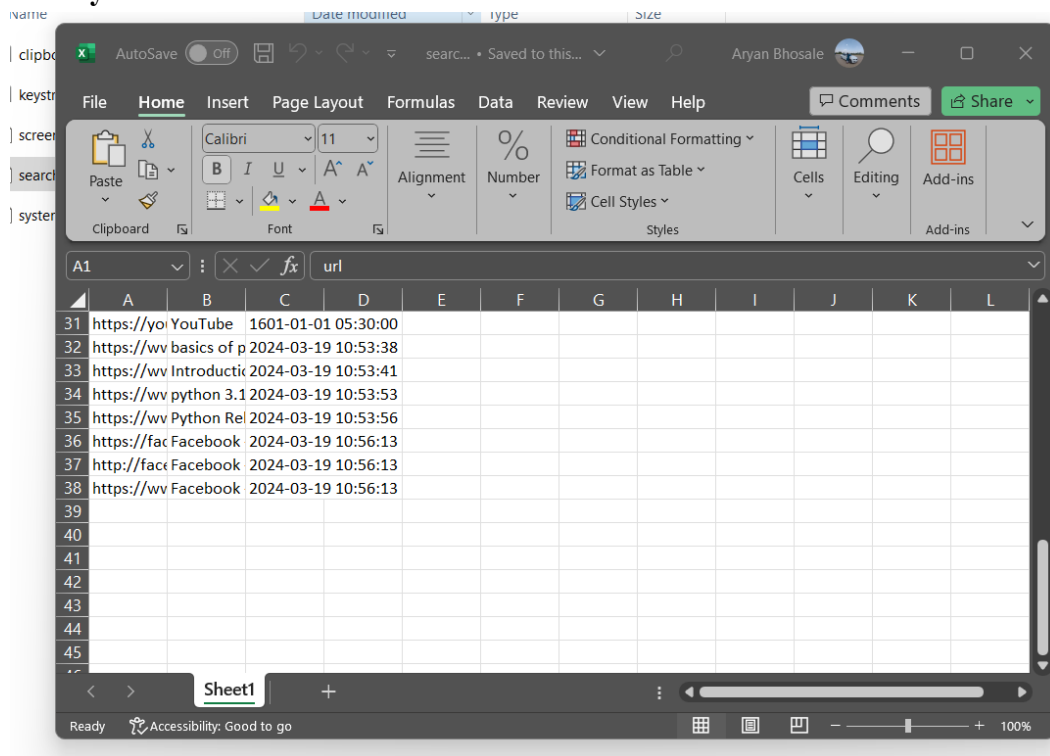 Name Date modified Type Size
AutoSave Off searc... • Saved to this... Aryan Bhosale
File Home Insert Page Layout Formulas Data Review View Help Comments Share
Paste
Clipboard
Calibri 11
B I U A^ A˅
Font
Alignment
% Number
Conditional Formatting
Format as Table
Cell Styles
Styles
Cells
Editing
Add-ins
Add-ins
A1 fx url
A B C D E F G H I J K L
31 https://you YouTube 1601-01-01 05:30:00
32 https://ww basics of p 2024-03-19 10:53:38
33 https://ww Introductic 2024-03-19 10:53:41
34 https://ww python 3.1 2024-03-19 10:53:53
35 https://ww Python Rel 2024-03-19 10:53:56
36 https://fac Facebook 2024-03-19 10:56:13
37 http://face Facebook 2024-03-19 10:56:13
38 https://ww Facebook 2024-03-19 10:56:13
39
40
41
42
43
44
45
Sheet1 +
Ready Accessibility: Good to go - + 100%
clipbo
keystr
screer
search
syster